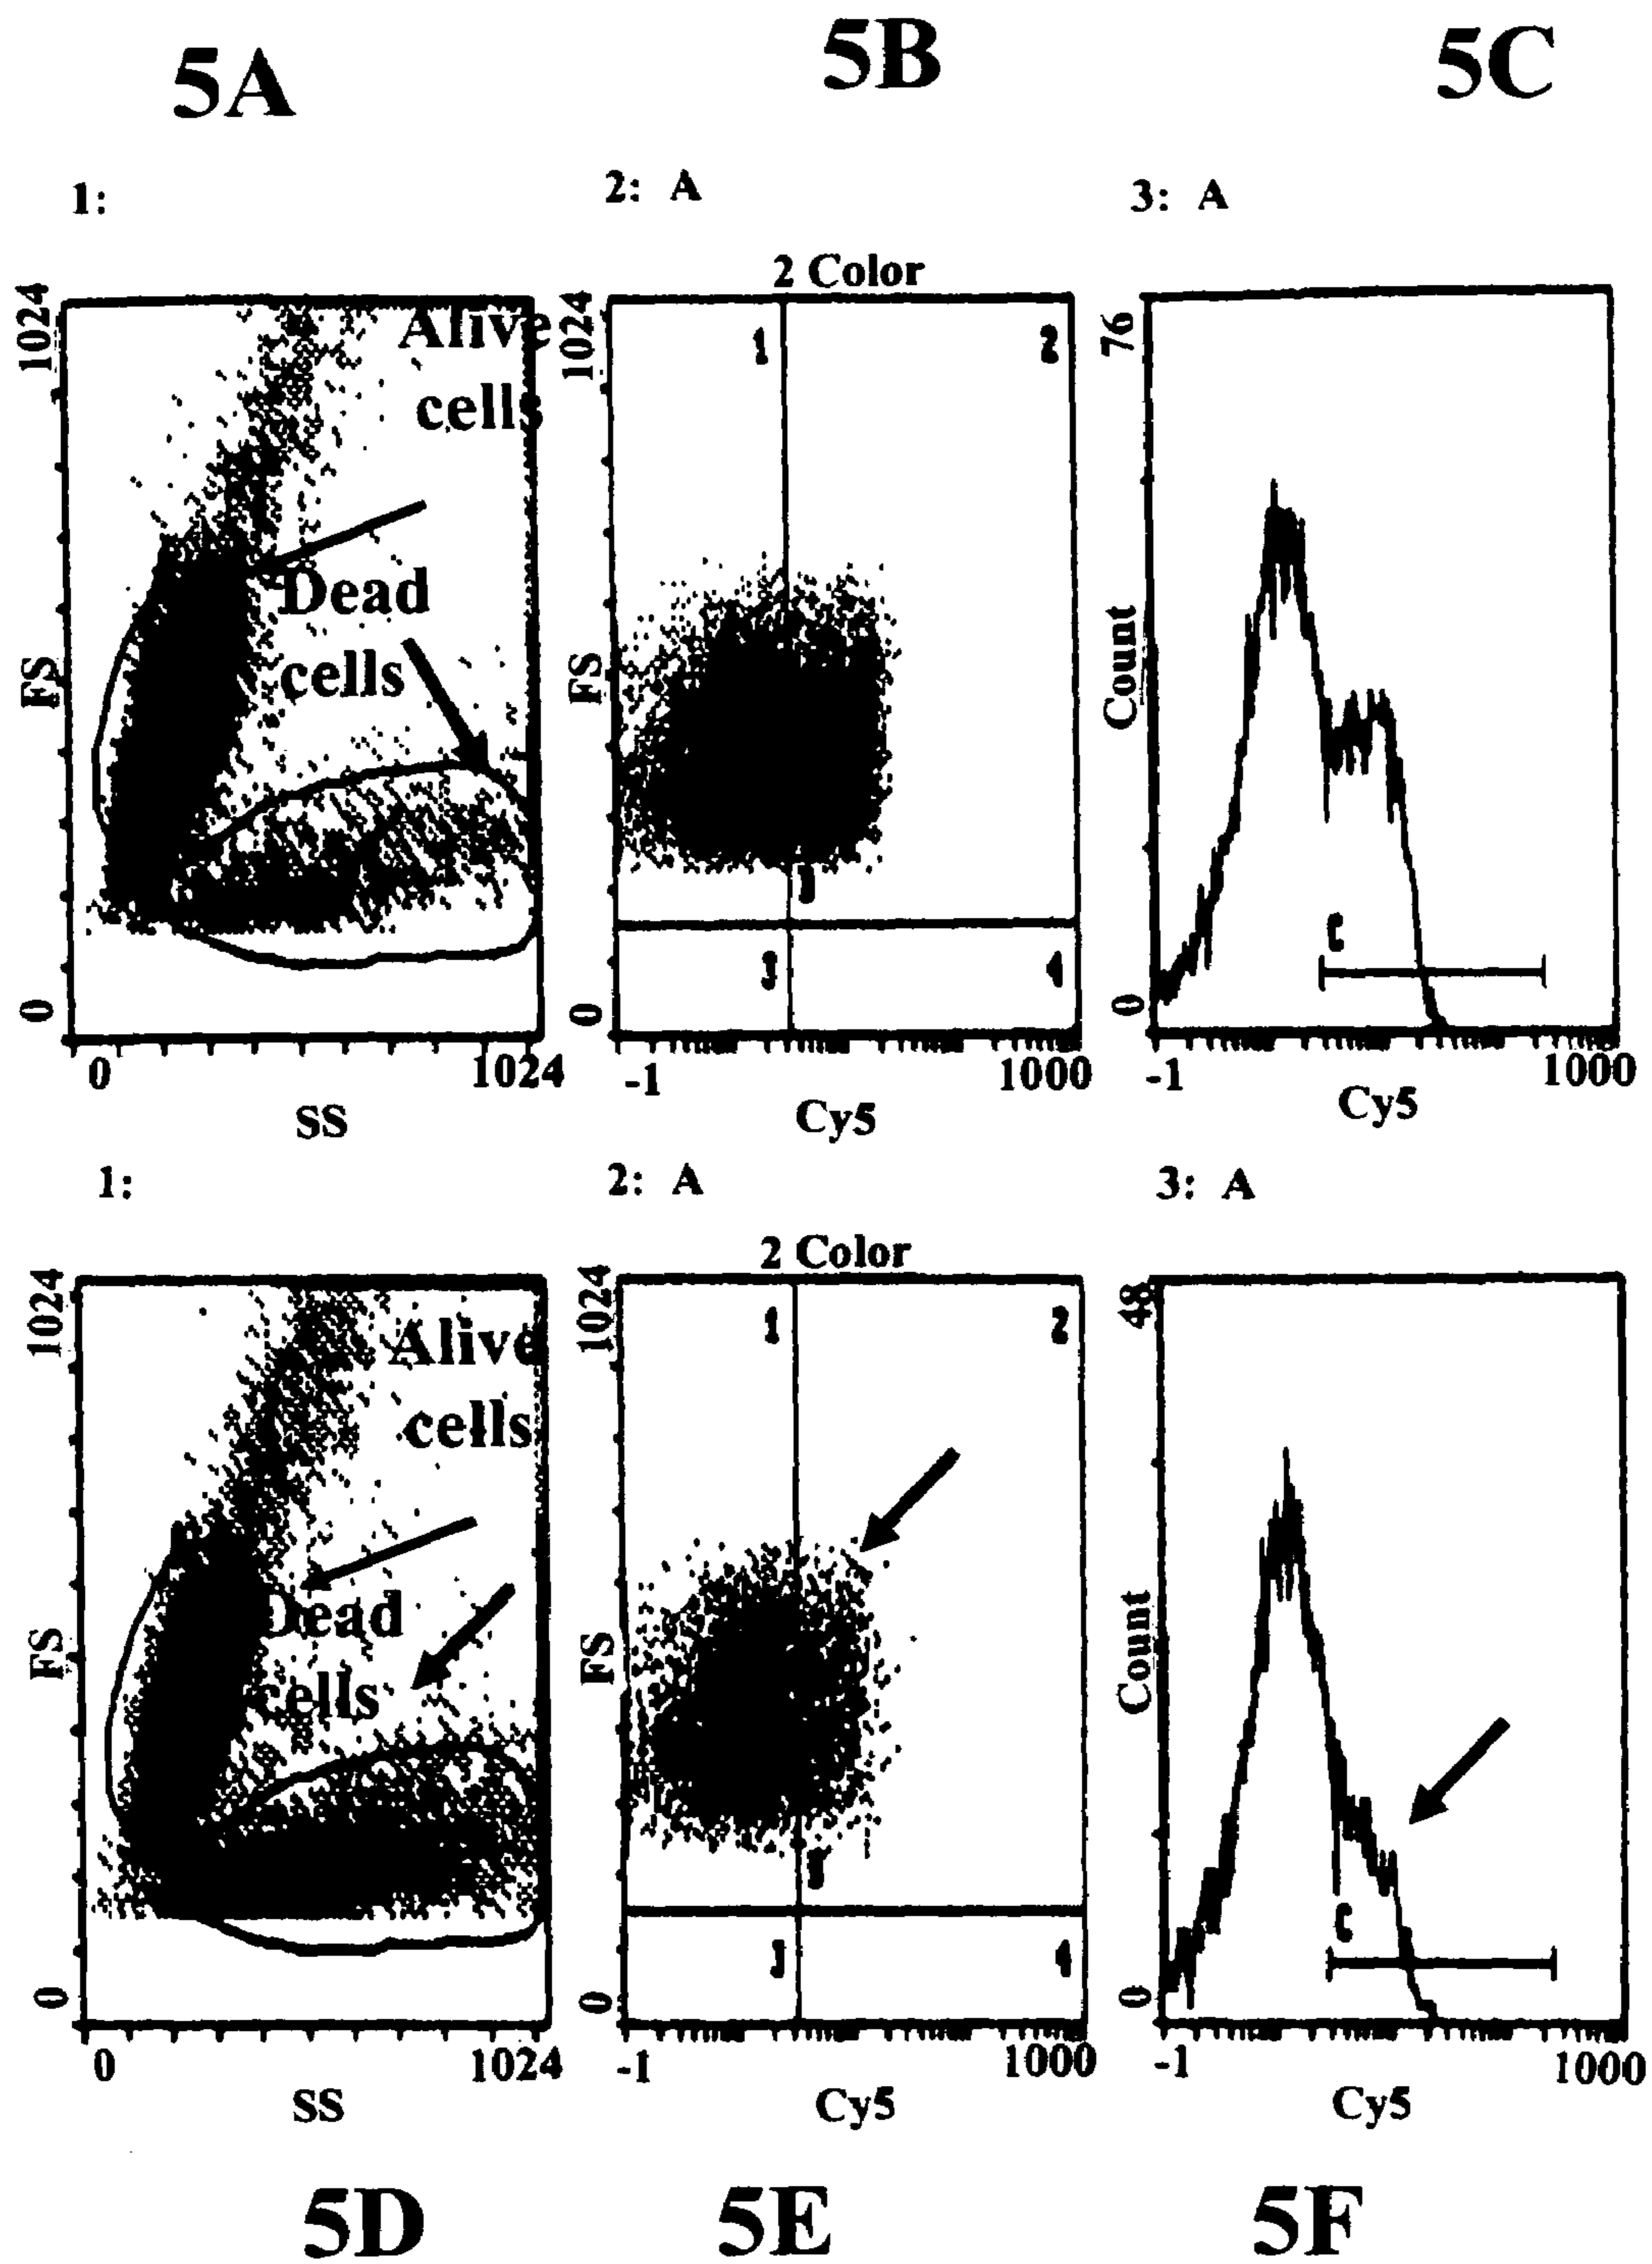 5A
5B
5C
1:
2: A
3: A
1024
Alive
cells
Dead
cells
FS
0
0
1024
SS
2 Color
1024
1
2
FS
3
4
0
-1
1000
Cy5
76
Count
C
0
-1
1000
Cy5
1:
2: A
3: A
1024
Alive
cells
Dead
cells
FS
0
0
1024
SS
2 Color
1024
1
2
FS
3
4
0
-1
1000
Cy5
48
Count
C
0
-1
1000
Cy5
5D
5E
5F